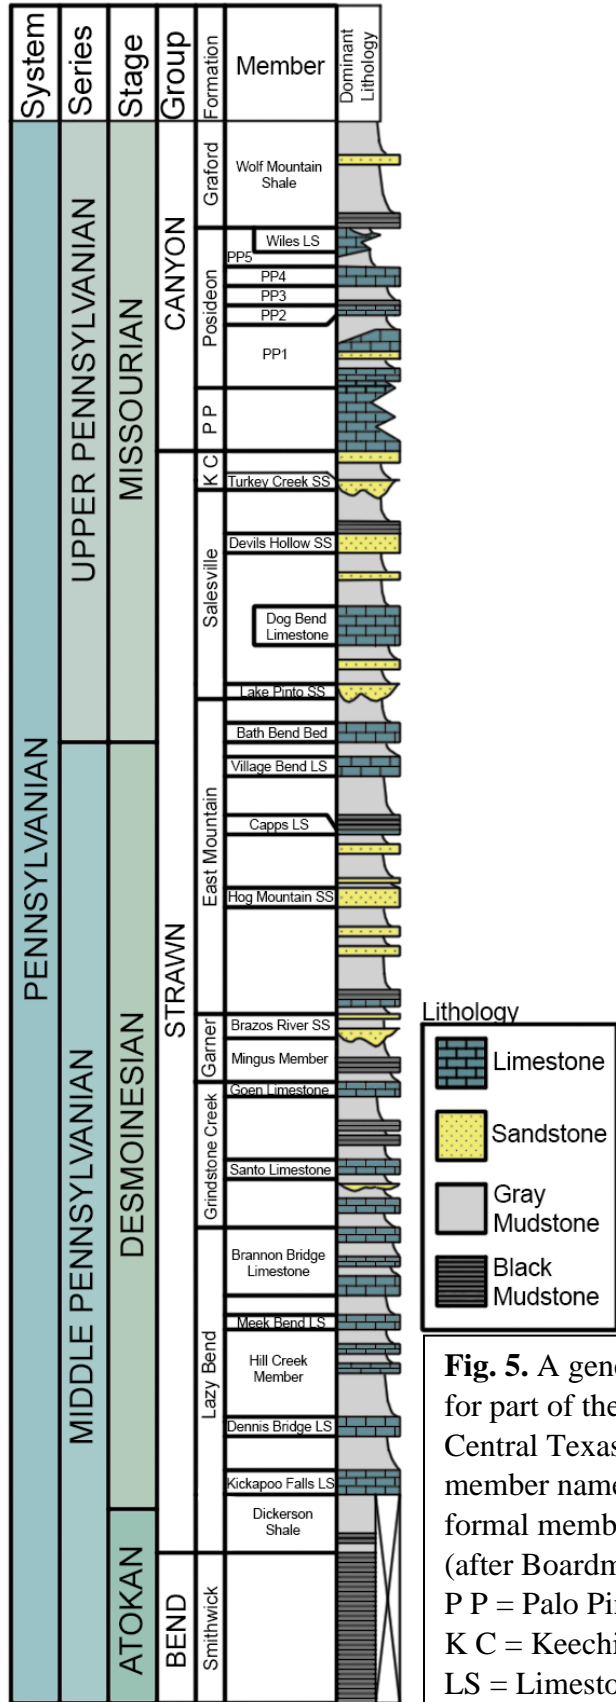 System
Series
Stage
Group
Formation
Member
Dominant
Lithology
PENNSYLVANIAN
UPPER PENNSYLVANIAN
MIDDLE PENNSYLVANIAN
MISSOURIAN
DESMOINESIAN
ATOKAN
CANYON
STRAWN
BEND
Graford
Posideon
P P
K C
Salesville
East Mountain
Garner
Grindstone Creek
Lazy Bend
Smithwick
Wolf Mountain
Shale
Wiles LS
PP5
PP4
PP3
PP2
PP1
Turkey Creek SS
Devils Hollow SS
Dog Bend
Limestone
Lake Pinto SS
Bath Bend Bed
Village Bend LS
Capps LS
Hog Mountain SS
Brazos River SS
Mingus Member
Goen Limestone
Santo Limestone
Brannon Bridge
Limestone
Meek Bend LS
Hill Creek
Member
Dennis Bridge LS
Kickapoo Falls LS
Dickerson
Shale
Lithology
Limestone
Sandstone
Gray
Mudstone
Black
Mudstone
Fig. 5. A gene
for part of the
Central Texas
member name
formal memb
(after Boardm
P P = Palo Pi
K C = Keechi
LS = Limesto